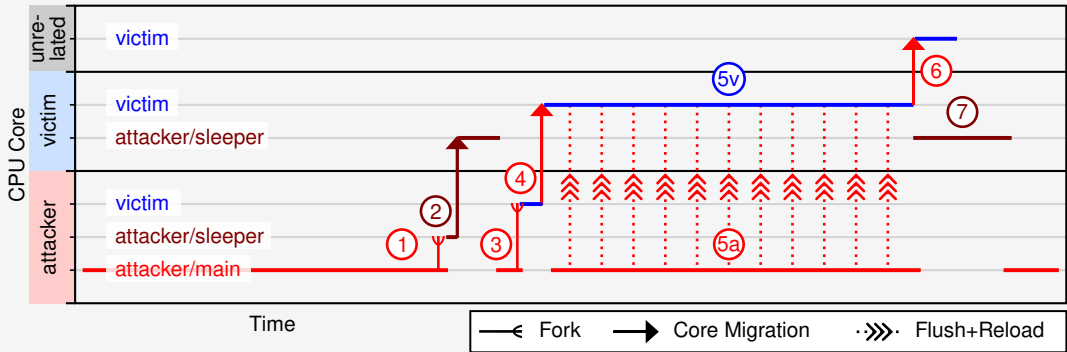 CPU Core
unre-
lated
victim
attacker
victim
6
victim
5v
attacker/sleeper
7
victim
4
2
attacker/sleeper
1
3
5a
attacker/main
Time
Fork
Core Migration
Flush+Reload